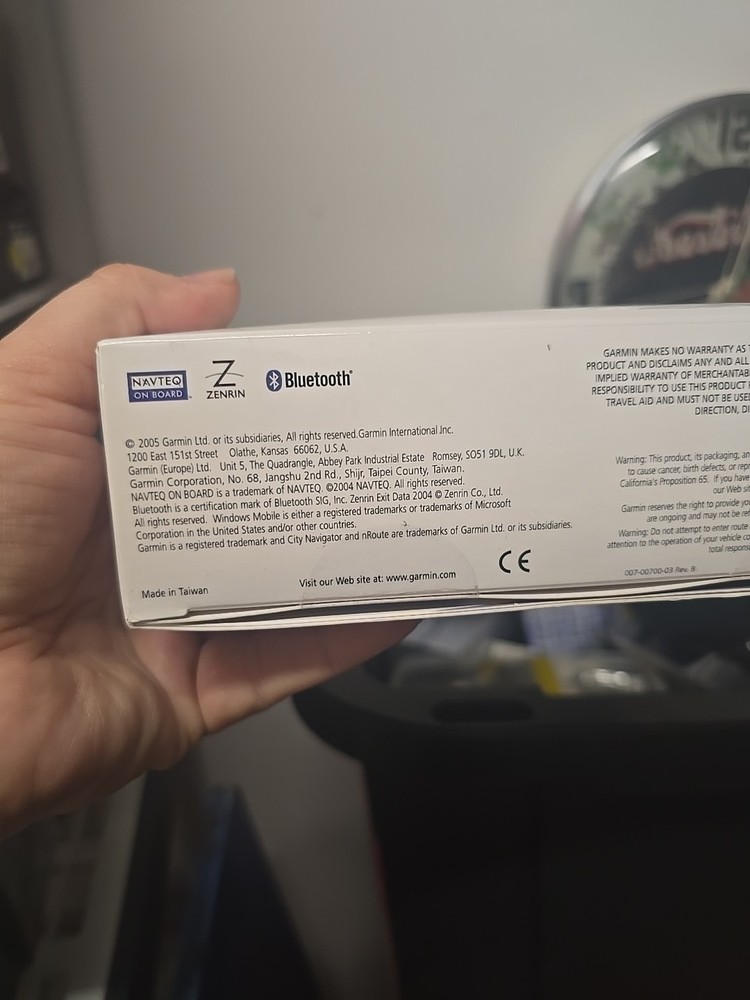 NAVTEQ
ON BOARD
ZENRIN
Bluetooth®
© 2005 Garmin Ltd. or its subsidiaries, All rights reserved.Garmin International Inc.
1200 East 151st Street Olathe, Kansas 66062, U.S.A.
Garmin (Europe) Ltd. Unit 5, The Quadrangle, Abbey Park Industrial Estate Romsey, SO51 9DL, U.K.
Garmin Corporation, No. 68, Jangshu 2nd Rd., Shijr, Taipei County, Taiwan.
NAVTEQ ON BOARD is a trademark of NAVTEQ. ©2004 NAVTEQ. All rights reserved.
Bluetooth is a certification mark of Bluetooth SIG, Inc. Zenrin Exit Data 2004 © Zenrin Co., Ltd.
All rights reserved. Windows Mobile is either a registered trademarks or trademarks of Microsoft
Corporation in the United States and/or other countries.
Garmin is a registered trademark and City Navigator and nRoute are trademarks of Garmin Ltd. or its subsidiaries.
Made in Taiwan
Visit our Web site at: www.garmin.com
CE
GARMIN MAKES NO WARRANTY AS
PRODUCT AND DISCLAIMS ANY AND ALL
IMPLIED WARRANTY OF MERCHANTAB
RESPONSIBILITY TO USE THIS PRODUCT
TRAVEL AID AND MUST NOT BE USE
DIRECTION, DI
Warning: This product, its packaging, an
to cause cancer, birth defects, or repr
California's Proposition 65. If you have
our Web sit
Garmin reserves the right to provide yo
are ongoing and may not be ref
Warning: Do not attempt to enter route
attention to the operation of your vehicle co
total respons
007-00700-03 Rev. B